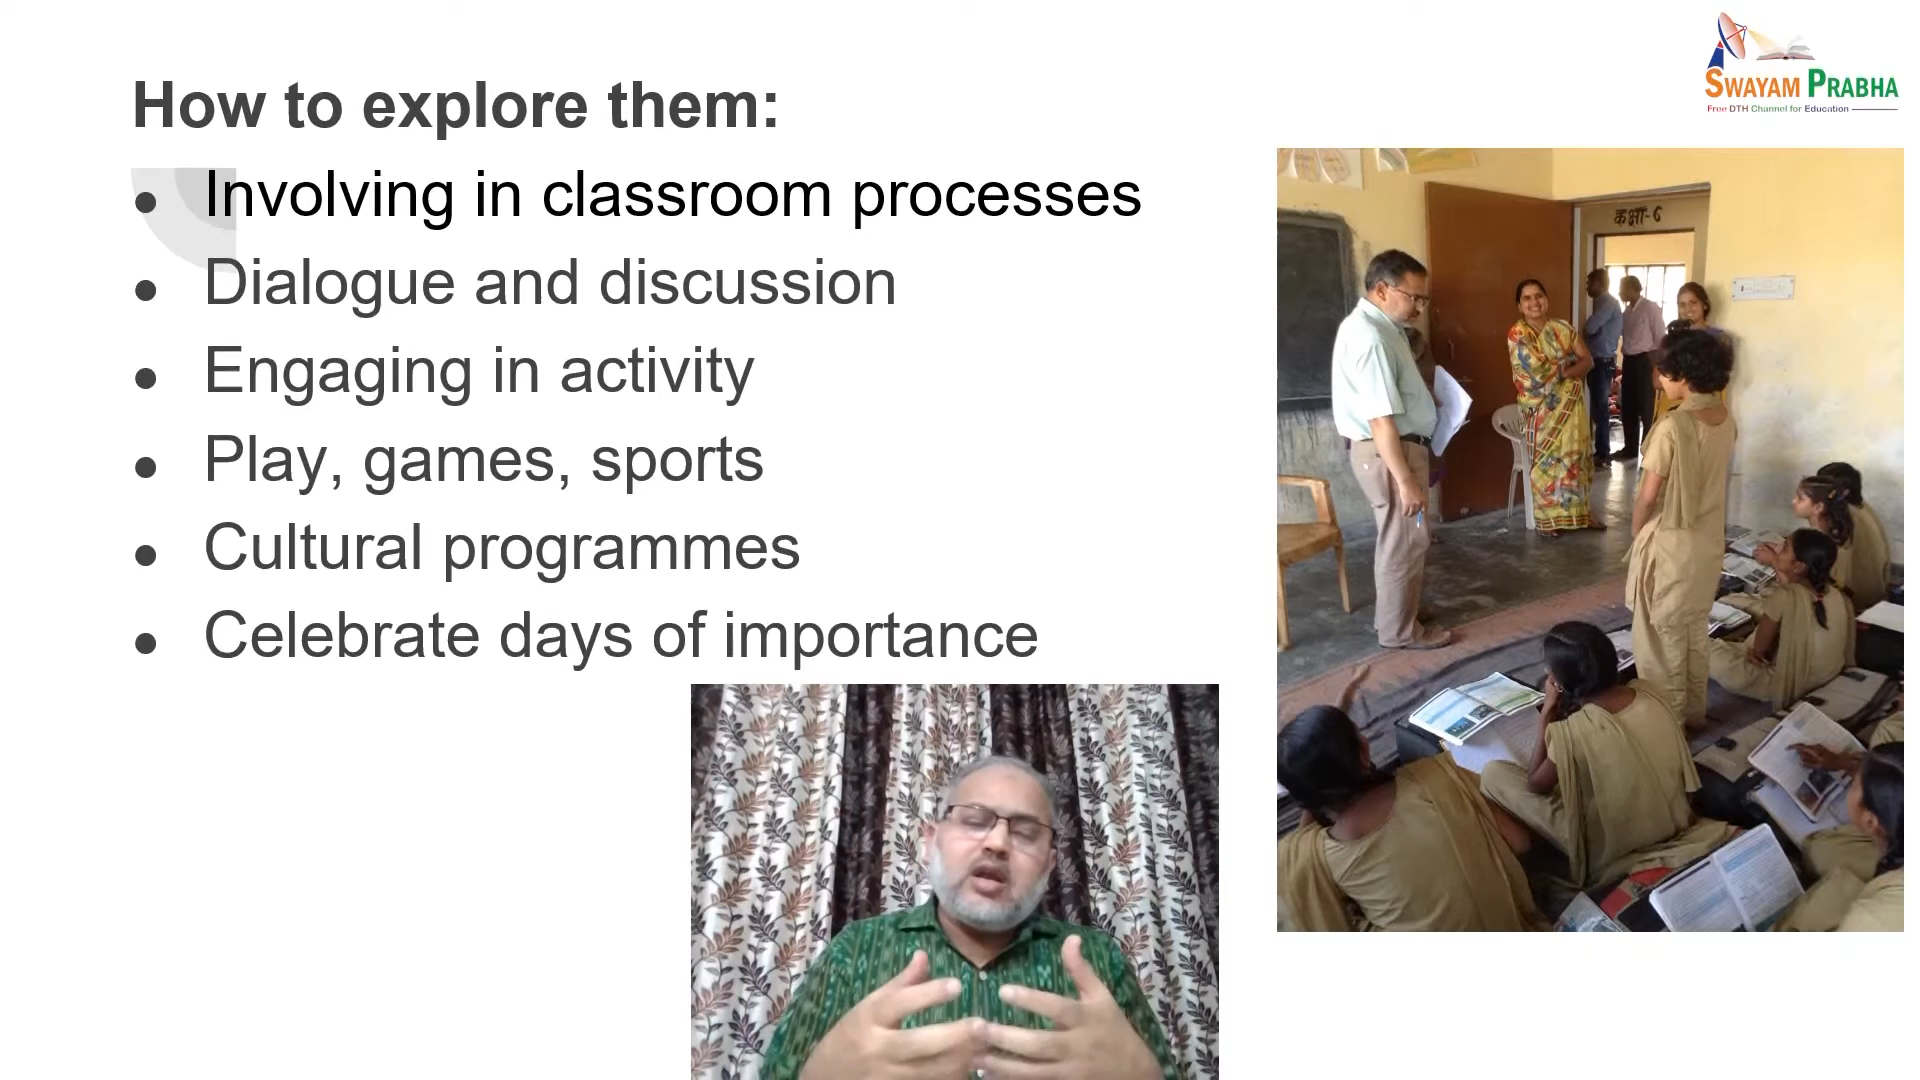 SWAYAM PRABHA
Free DTH Channel for Education
How to explore them:
• Involving in classroom processes
• Dialogue and discussion
• Engaging in activity
• Play, games, sports
• Cultural programmes
• Celebrate days of importance
कक्षा-6